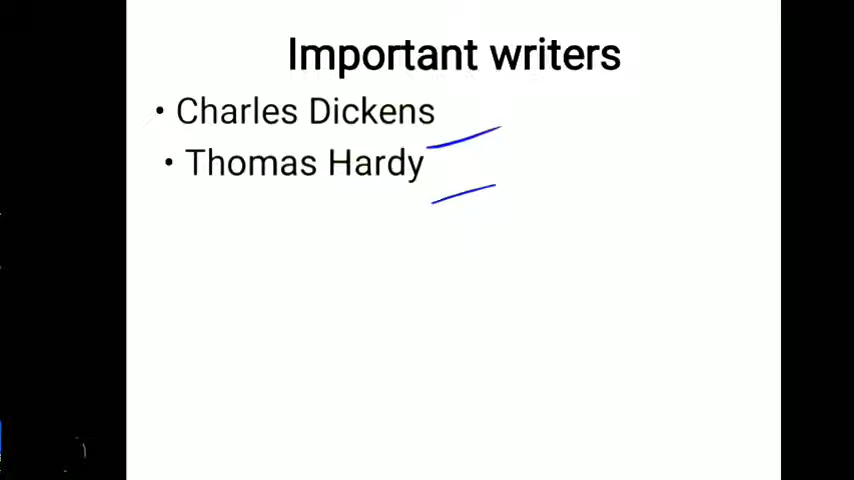 Important writers
• Charles Dickens
• Thomas Hardy